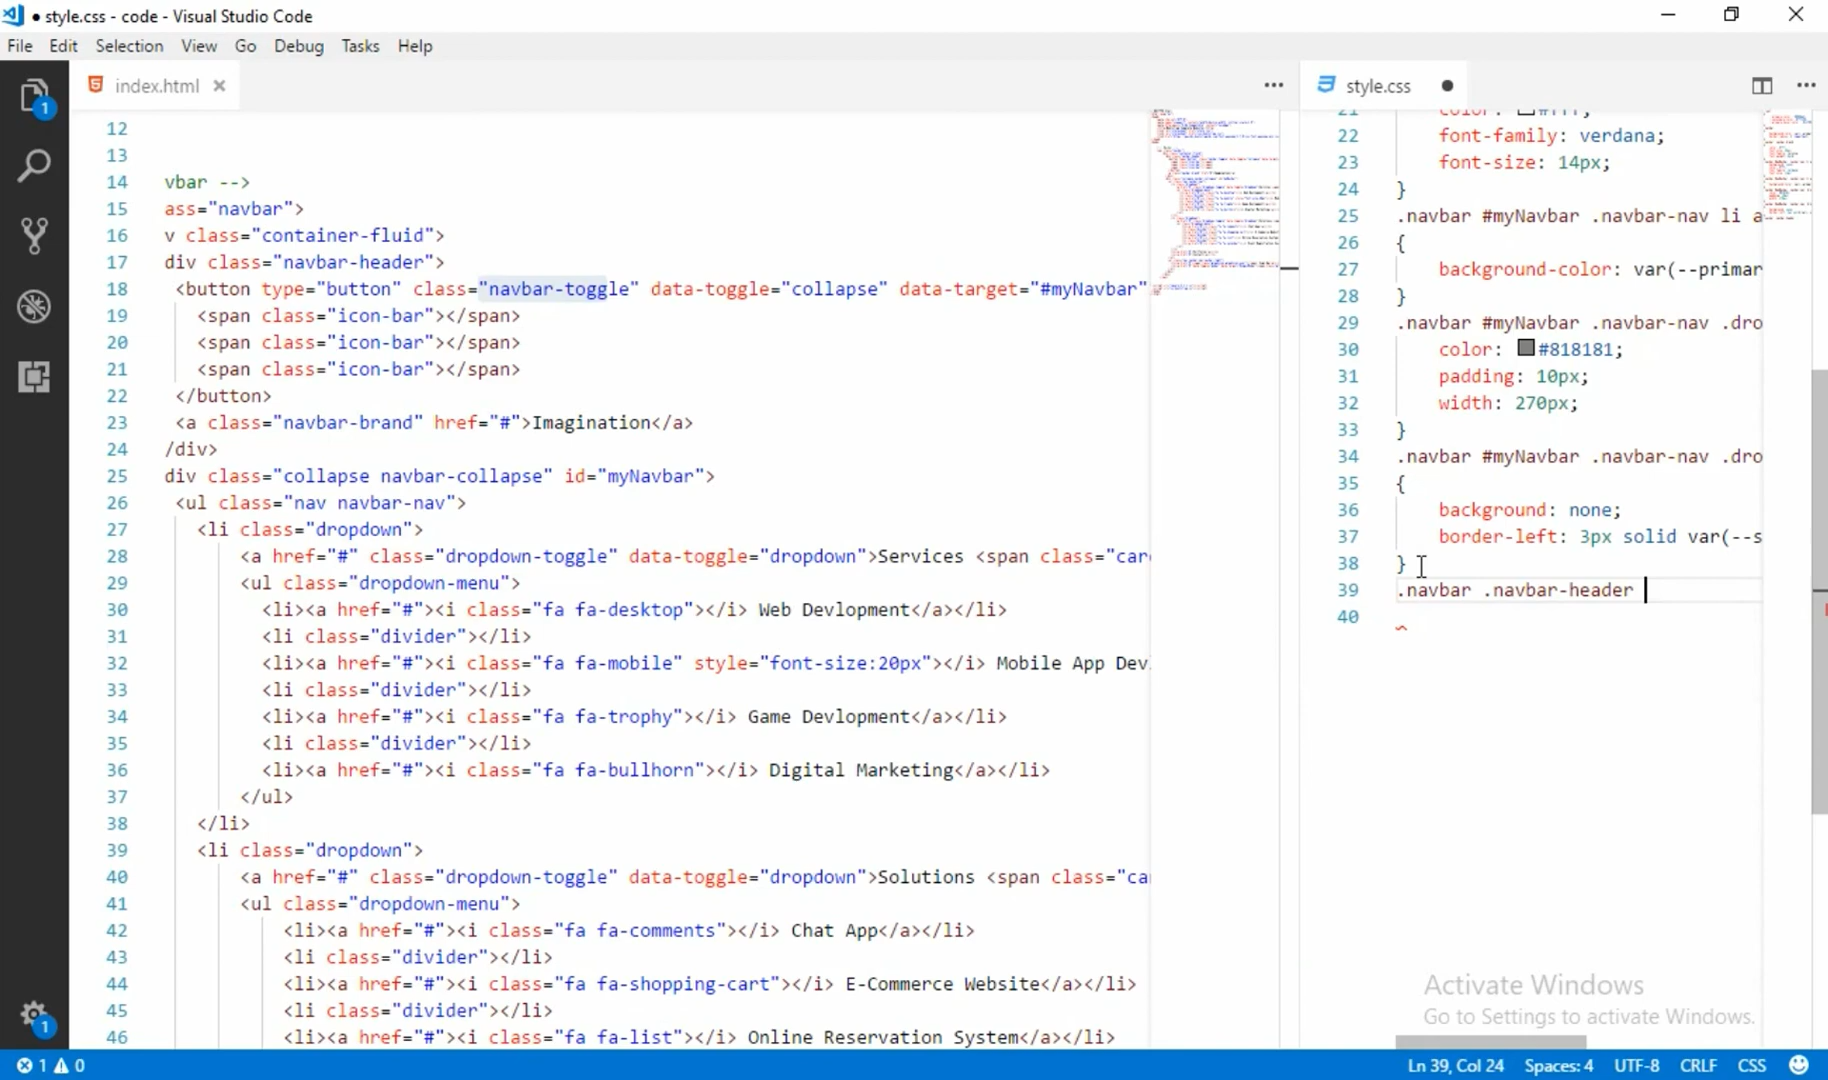 ● style.css - code - Visual Studio Code
File Edit Selection View Go Debug Tasks Help
index.html × ... style.css ● ...
12
13
14 vbar -->
15 ass="navbar">
16 v class="container-fluid">
17 div class="navbar-header">
18 <button type="button" class="navbar-toggle" data-toggle="collapse" data-target="#myNavbar"
19 <span class="icon-bar"></span>
20 <span class="icon-bar"></span>
21 <span class="icon-bar"></span>
22 </button>
23 <a class="navbar-brand" href="#">Imagination</a>
24 /div>
25 div class="collapse navbar-collapse" id="myNavbar">
26 <ul class="nav navbar-nav">
27 <li class="dropdown">
28 <a href="#" class="dropdown-toggle" data-toggle="dropdown">Services <span class="care
29 <ul class="dropdown-menu">
30 <li><a href="#"><i class="fa fa-desktop"></i> Web Devlopment</a></li>
31 <li class="divider"></li>
32 <li><a href="#"><i class="fa fa-mobile" style="font-size:20px"></i> Mobile App Dev
33 <li class="divider"></li>
34 <li><a href="#"><i class="fa fa-trophy"></i> Game Devlopment</a></li>
35 <li class="divider"></li>
36 <li><a href="#"><i class="fa fa-bullhorn"></i> Digital Marketing</a></li>
37 </ul>
38 </li>
39 <li class="dropdown">
40 <a href="#" class="dropdown-toggle" data-toggle="dropdown">Solutions <span class="ca
41 <ul class="dropdown-menu">
42 <li><a href="#"><i class="fa fa-comments"></i> Chat App</a></li>
43 <li class="divider"></li>
44 <li><a href="#"><i class="fa fa-shopping-cart"></i> E-Commerce Website</a></li>
45 <li class="divider"></li>
46 <li><a href="#"><i class="fa fa-list"></i> Online Reservation System</a></li>
21 color: #fff;
22 font-family: verdana;
23 font-size: 14px;
24 }
25 .navbar #myNavbar .navbar-nav li a
26 {
27 background-color: var(--primar
28 }
29 .navbar #myNavbar .navbar-nav .dro
30 color: #818181;
31 padding: 10px;
32 width: 270px;
33 }
34 .navbar #myNavbar .navbar-nav .dro
35 {
36 background: none;
37 border-left: 3px solid var(--s
38 }
39 .navbar .navbar-header
40
Activate Windows
Go to Settings to activate Windows.
1
1
1 0 Ln 39, Col 24 Spaces: 4 UTF-8 CRLF CSS